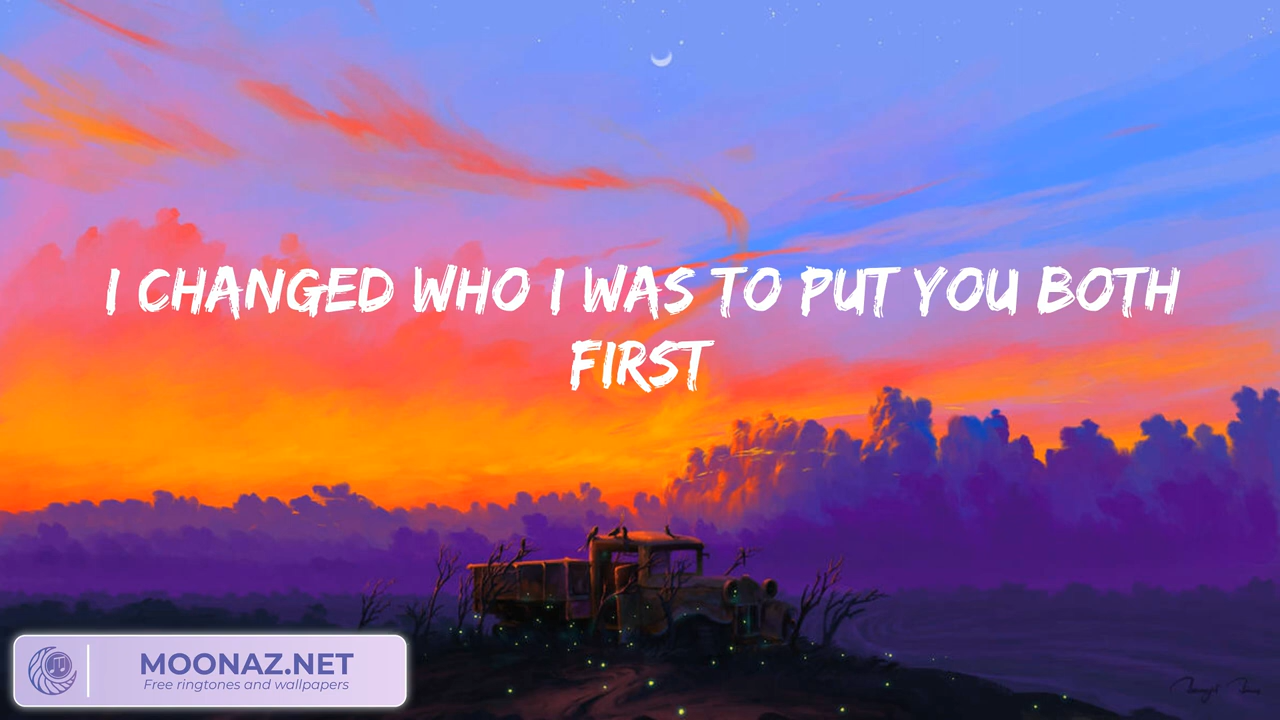 I CHANGED WHO I WAS TO PUT YOU BOTH
FIRST
MOONAZ.NET
Free ringtones and wallpapers